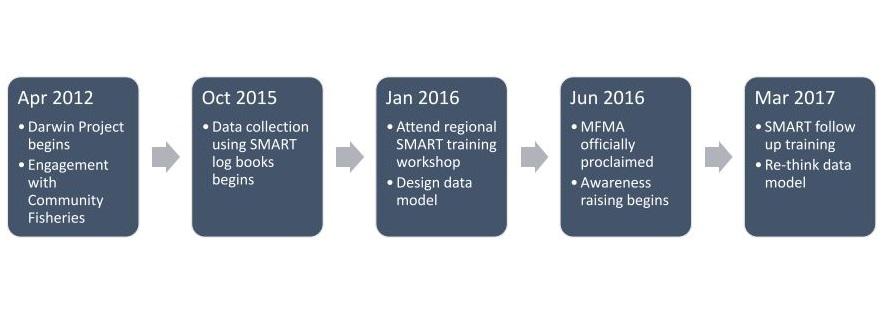 Apr 2012
• Darwin Project
begins
• Engagement
with
Community
Fisheries
Oct 2015
• Data collection
using SMART
log books
begins
Jan 2016
• Attend regional
SMART training
workshop
• Design data
model
Jun 2016
• MFMA
officially
proclaimed
• Awareness
raising begins
Mar 2017
• SMART follow
up training
• Re-think data
model